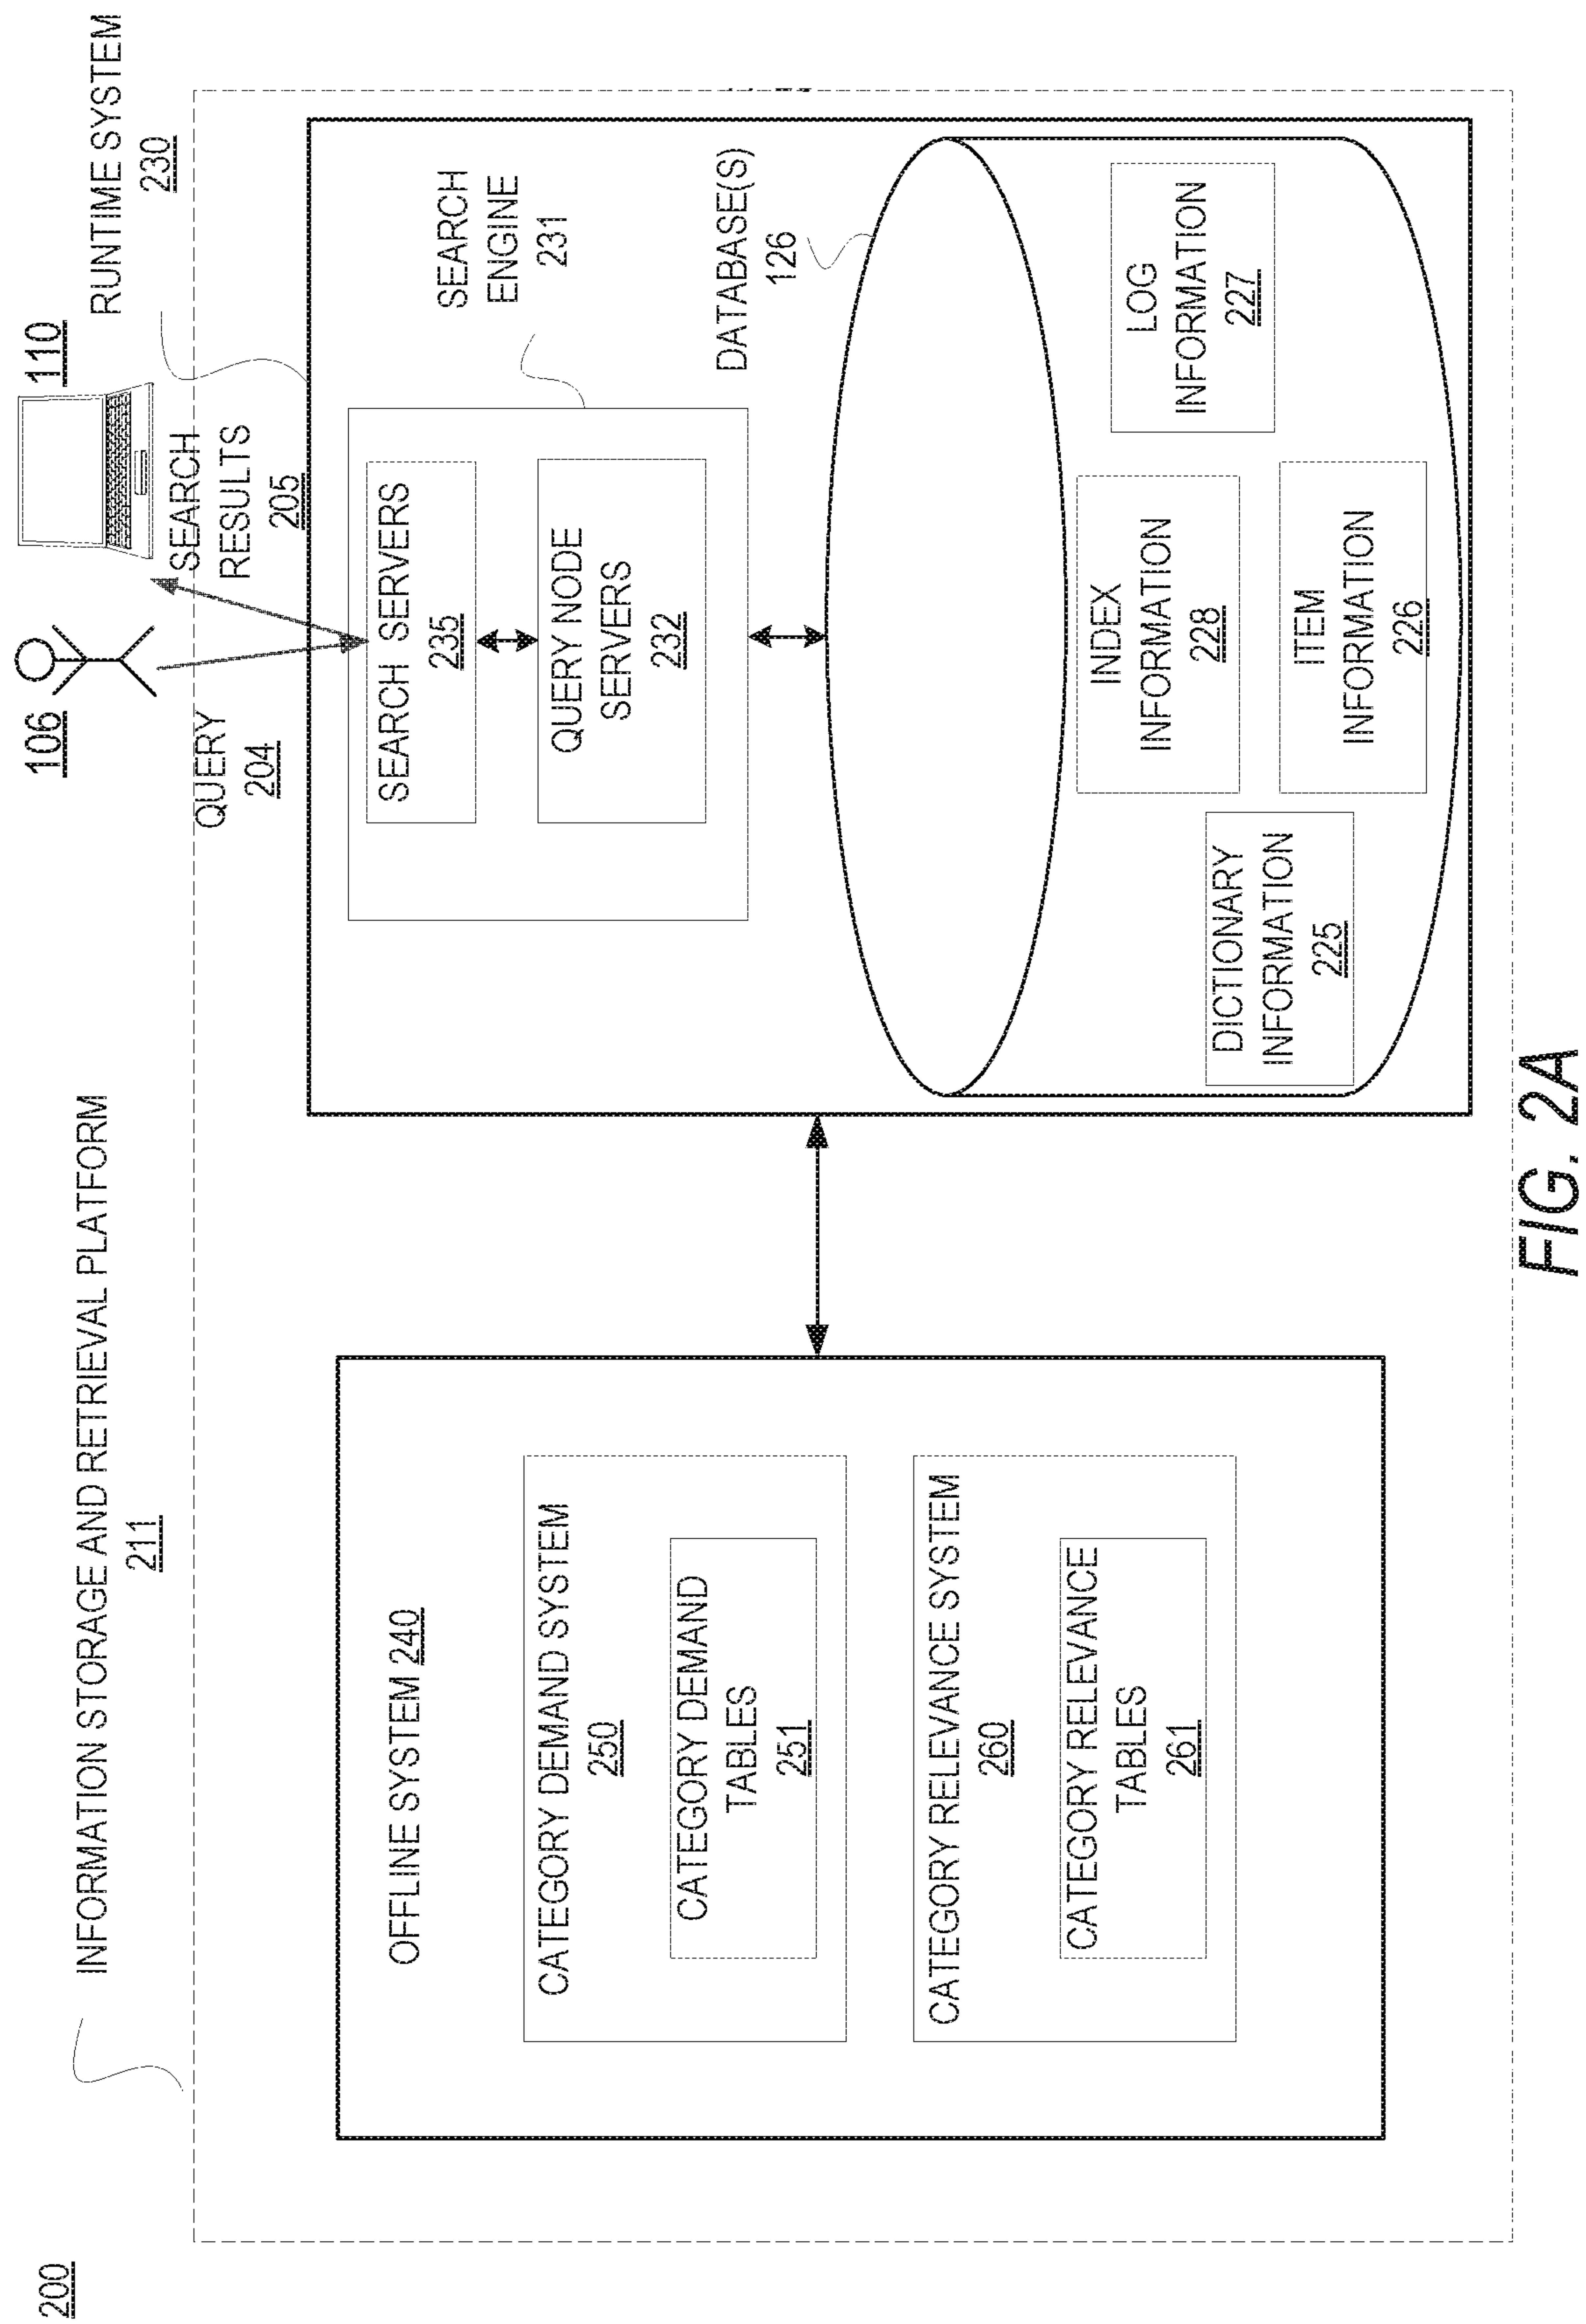 200
INFORMATION STORAGE AND RETRIEVAL PLATFORM
211
106
110
RUNTIME SYSTEM
230
QUERY
204
SEARCH
RESULTS
205
OFFLINE SYSTEM 240
CATEGORY DEMAND SYSTEM
250
CATEGORY DEMAND
TABLES
251
CATEGORY RELEVANCE SYSTEM
260
CATEGORY RELEVANCE
TABLES
261
SEARCH SERVERS
235
QUERY NODE
SERVERS
232
SEARCH
ENGINE
231
DATABASE(S)
126
DICTIONARY
INFORMATION
225
INDEX
INFORMATION
228
ITEM
INFORMATION
226
LOG
INFORMATION
227
FIG. 2A